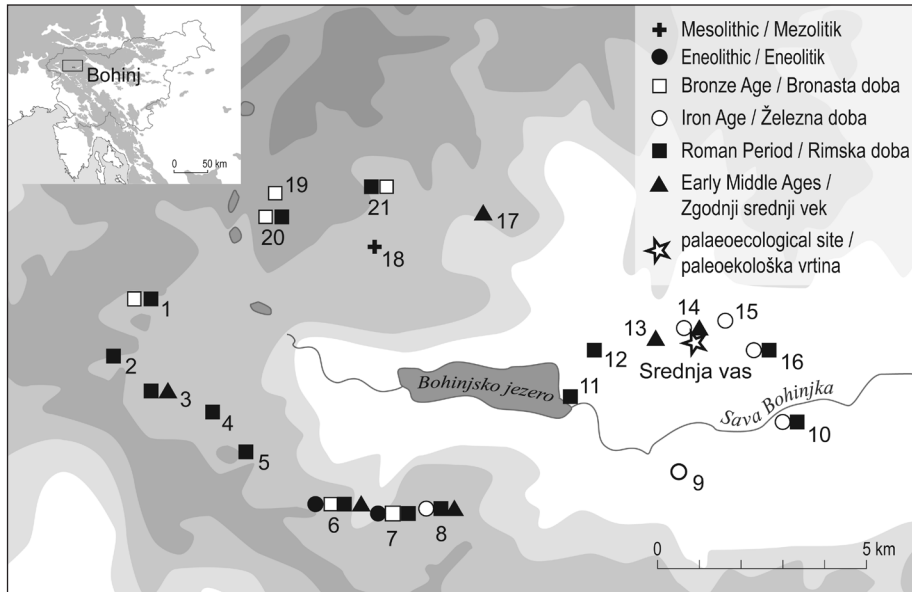 Bohinj
0 50 km
Mesolithic / Mezolitik
Eneolithic / Eneolitik
Bronze Age / Bronasta doba
Iron Age / Železna doba
Roman Period / Rimska doba
Early Middle Ages /
Zgodnji srednji vek
palaeoecological site /
paleoekološka vrtina
19
20
21
17
18
1
2
3
4
5
6
7
8
14
15
13
12
16
Srednja vas
Bohinjsko jezero
11
Sava Bohinjka
10
9
0 5 km